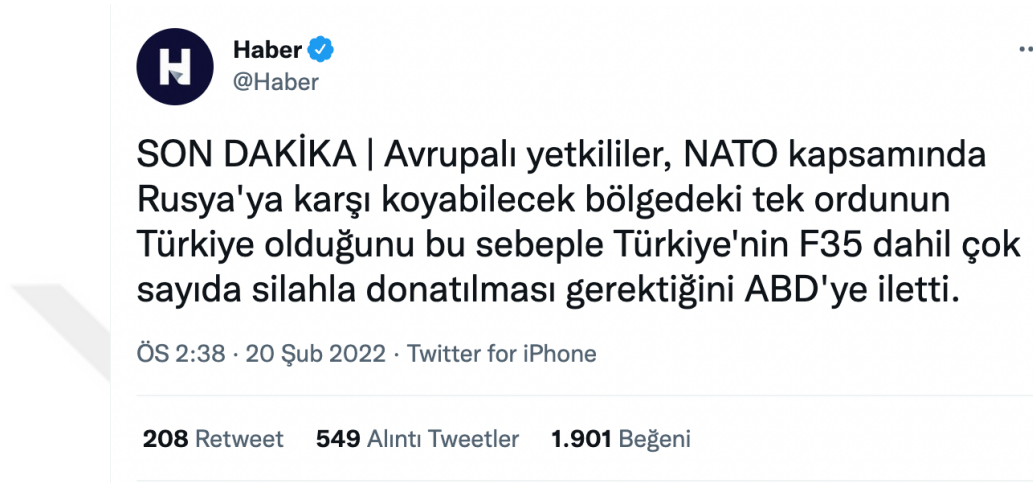 Haber
@Haber
SON DAKİKA | Avrupalı yetkililer, NATO kapsamında
Rusya'ya karşı koyabilecek bölgedeki tek ordunun
Türkiye olduğunu bu sebeple Türkiye'nin F35 dahil çok
sayıda silahla donatılması gerektiğini ABD'ye iletti.
ÖS 2:38 · 20 Şub 2022 · Twitter for iPhone
208 Retweet 549 Alıntı Tweetler 1.901 Beğeni